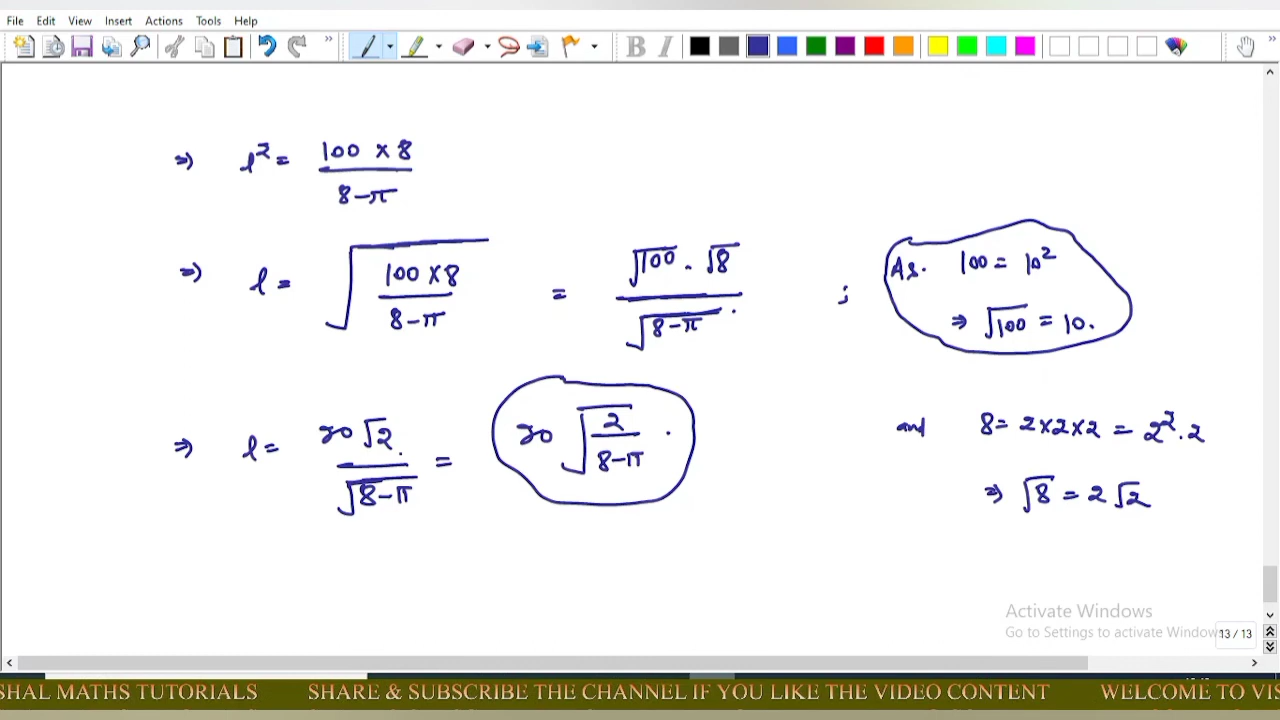 File Edit View Insert Actions Tools Help
B I
⇒ l² = (100 × 8)/(8-π)
⇒ l = √((100 × 8)/(8-π)) = (√100 · √8)/√(8-π) ; As. 100 = 10²
⇒ √100 = 10.
⇒ l = 20√2/√(8-π) = 20 √(2/(8-π)) . and 8 = 2×2×2 = 2².2
⇒ √8 = 2√2
Activate Windows
Go to Settings to activate Window
13 / 13
SHAL MATHS TUTORIALS SHARE & SUBSCRIBE THE CHANNEL IF YOU LIKE THE VIDEO CONTENT WELCOME TO VIS